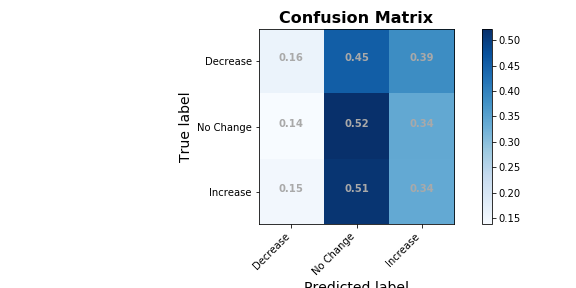 Confusion Matrix
True label
Decrease 0.16 0.45 0.39
No Change 0.14 0.52 0.34
Increase 0.15 0.51 0.34
Decrease No Change Increase
Predicted label
0.50
0.45
0.40
0.35
0.30
0.25
0.20
0.15